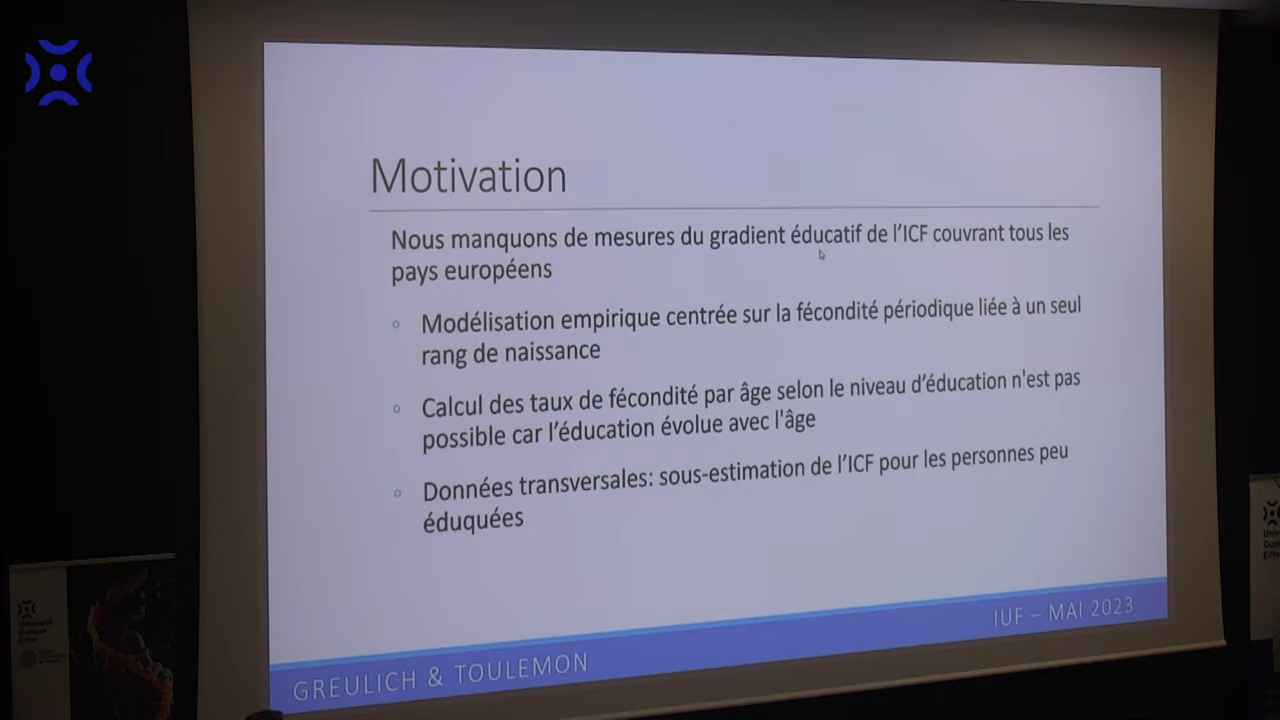 Motivation
Nous manquons de mesures du gradient éducatif de l'ICF couvrant tous les
pays européens
Modélisation empirique centrée sur la fécondité périodique liée à un seul
rang de naissance
Calcul des taux de fécondité par âge selon le niveau d'éducation n'est pas
possible car l'éducation évolue avec l'âge
Données transversales: sous-estimation de l'ICF pour les personnes peu
éduquées
GREULICH & TOULEMON
IUF – MAI 2023
Université
Gustave
Eiffel